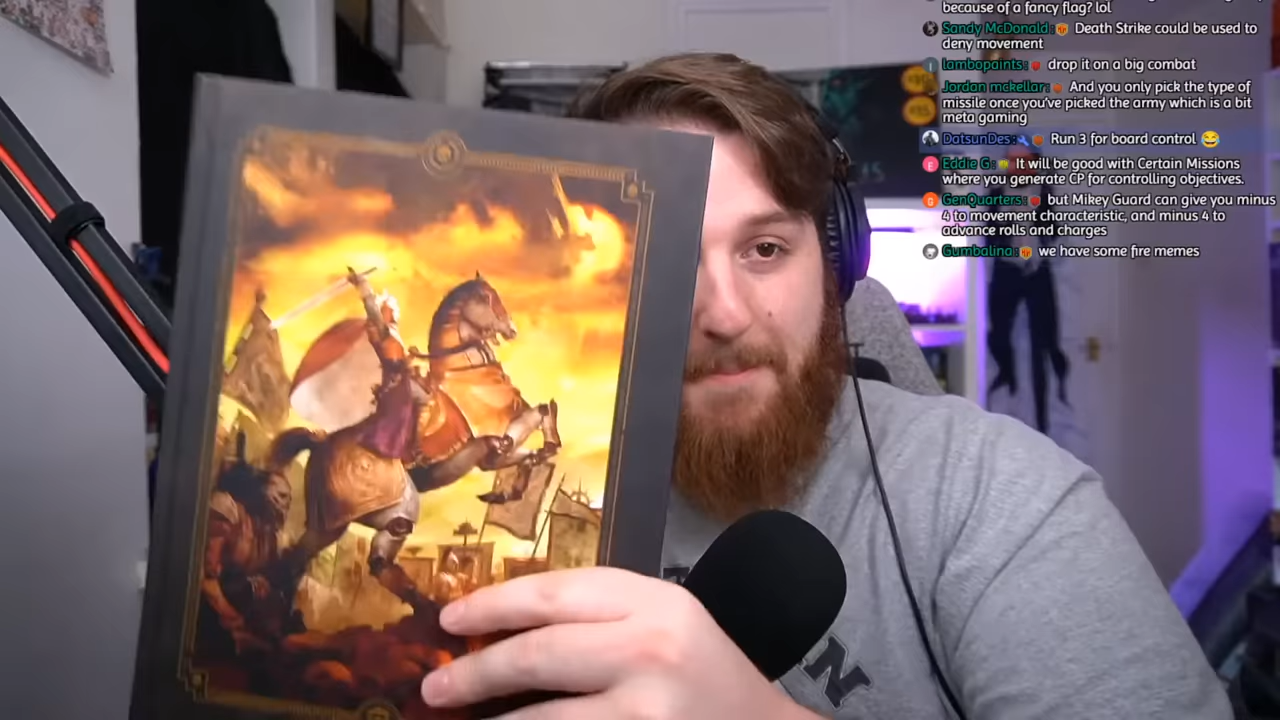 because of a fancy flag? lol
Sandy McDonald: Death Strike could be used to
deny movement
lambopaints: drop it on a big combat
Jordan mckellar: And you only pick the type of
missile once you've picked the army which is a bit
meta gaming
DotsunDes: Run 3 for board control 😂
Eddie G: It will be good with Certain Missions
where you generate CP for controlling objectives.
GenQuarters: but Mikey Guard can give you minus
4 to movement characteristic, and minus 4 to
advance rolls and charges
Gumbalina: we have some fire memes